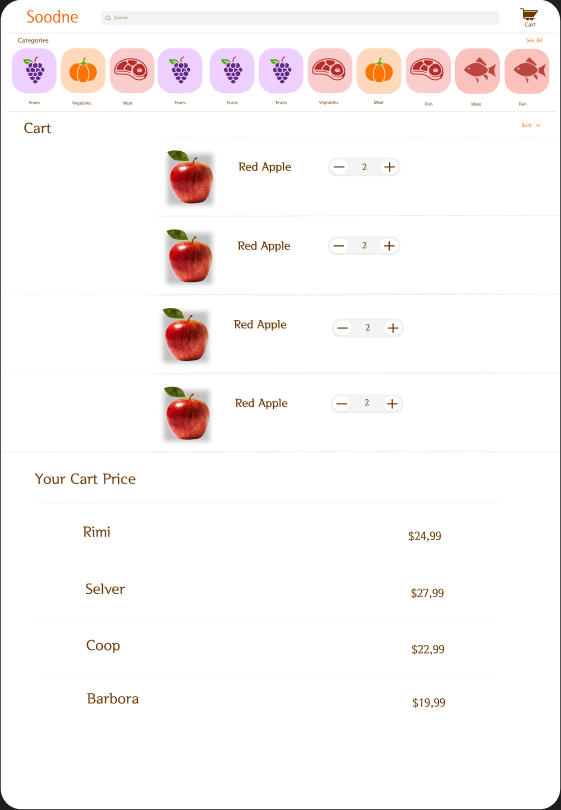 Soodne
Search
Cart
Categories
See All
Fruits
Vegtables
Meat
Fruits
Fruits
Fruits
Vegtables
Meat
Fish
Meat
Fish
Cart
Sort
Red Apple
2
Red Apple
2
Red Apple
2
Red Apple
2
Your Cart Price
Rimi
$24,99
Selver
$27,99
Coop
$22,99
Barbora
$19,99